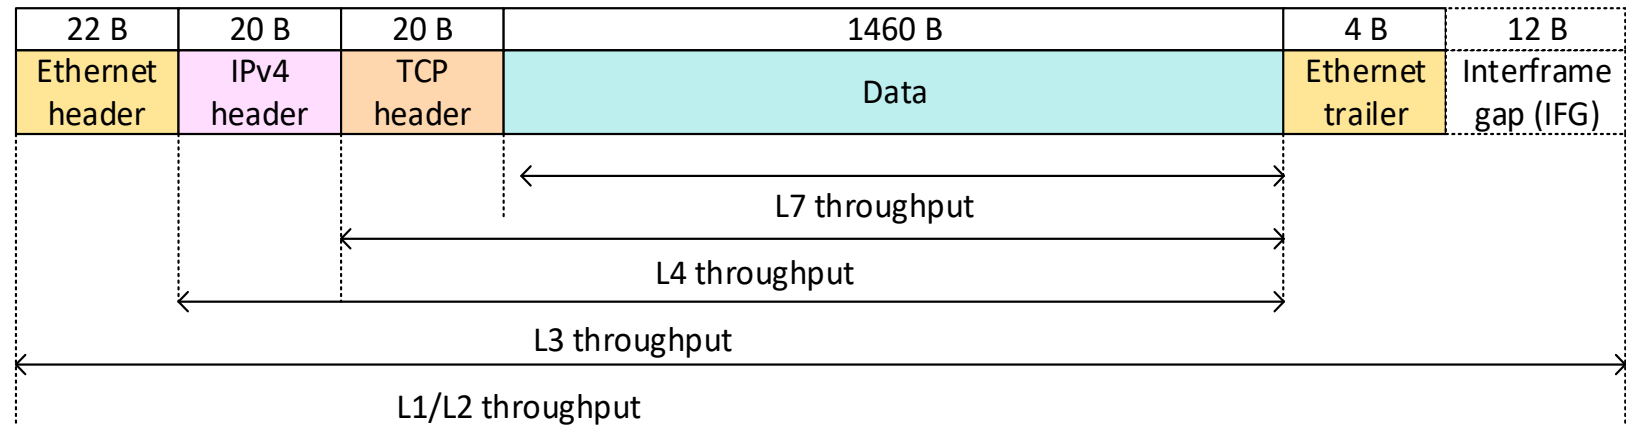 22 B 20 B 20 B 1460 B 4 B 12 B
Ethernet header
IPv4 header
TCP header
Data
Ethernet trailer
Interframe gap (IFG)
L7 throughput
L4 throughput
L3 throughput
L1/L2 throughput